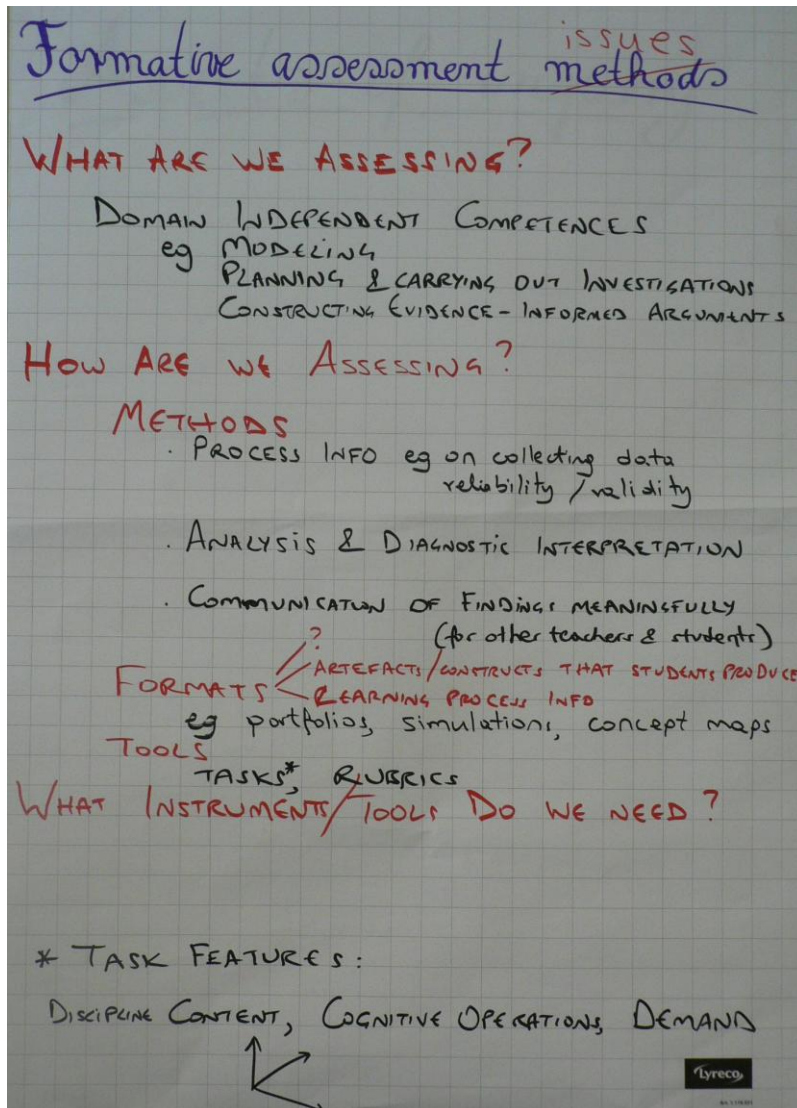 issues
Formative assessment methods
WHAT ARE WE ASSESSING?
DOMAIN INDEPENDENT COMPETENCES
eg MODELING
PLANNING & CARRYING OUT INVESTIGATIONS
CONSTRUCTING EVIDENCE-INFORMED ARGUMENTS
HOW ARE WE ASSESSING?
METHODS
. PROCESS INFO eg on collecting data
reliability / validity
. ANALYSIS & DIAGNOSTIC INTERPRETATION
. COMMUNICATION OF FINDINGS MEANINGFULLY
(for other teachers & students)
?
ARTEFACTS/CONSTRUCTS THAT STUDENTS PRODUCE
FORMATS
LEARNING PROCESS INFO
eg portfolios, simulations, concept maps
TOOLS
TASKS*, RUBRICS
WHAT INSTRUMENTS/TOOLS DO WE NEED?
* TASK FEATURES:
DISCIPLINE CONTENT, COGNITIVE OPERATIONS, DEMAND
Lyreco